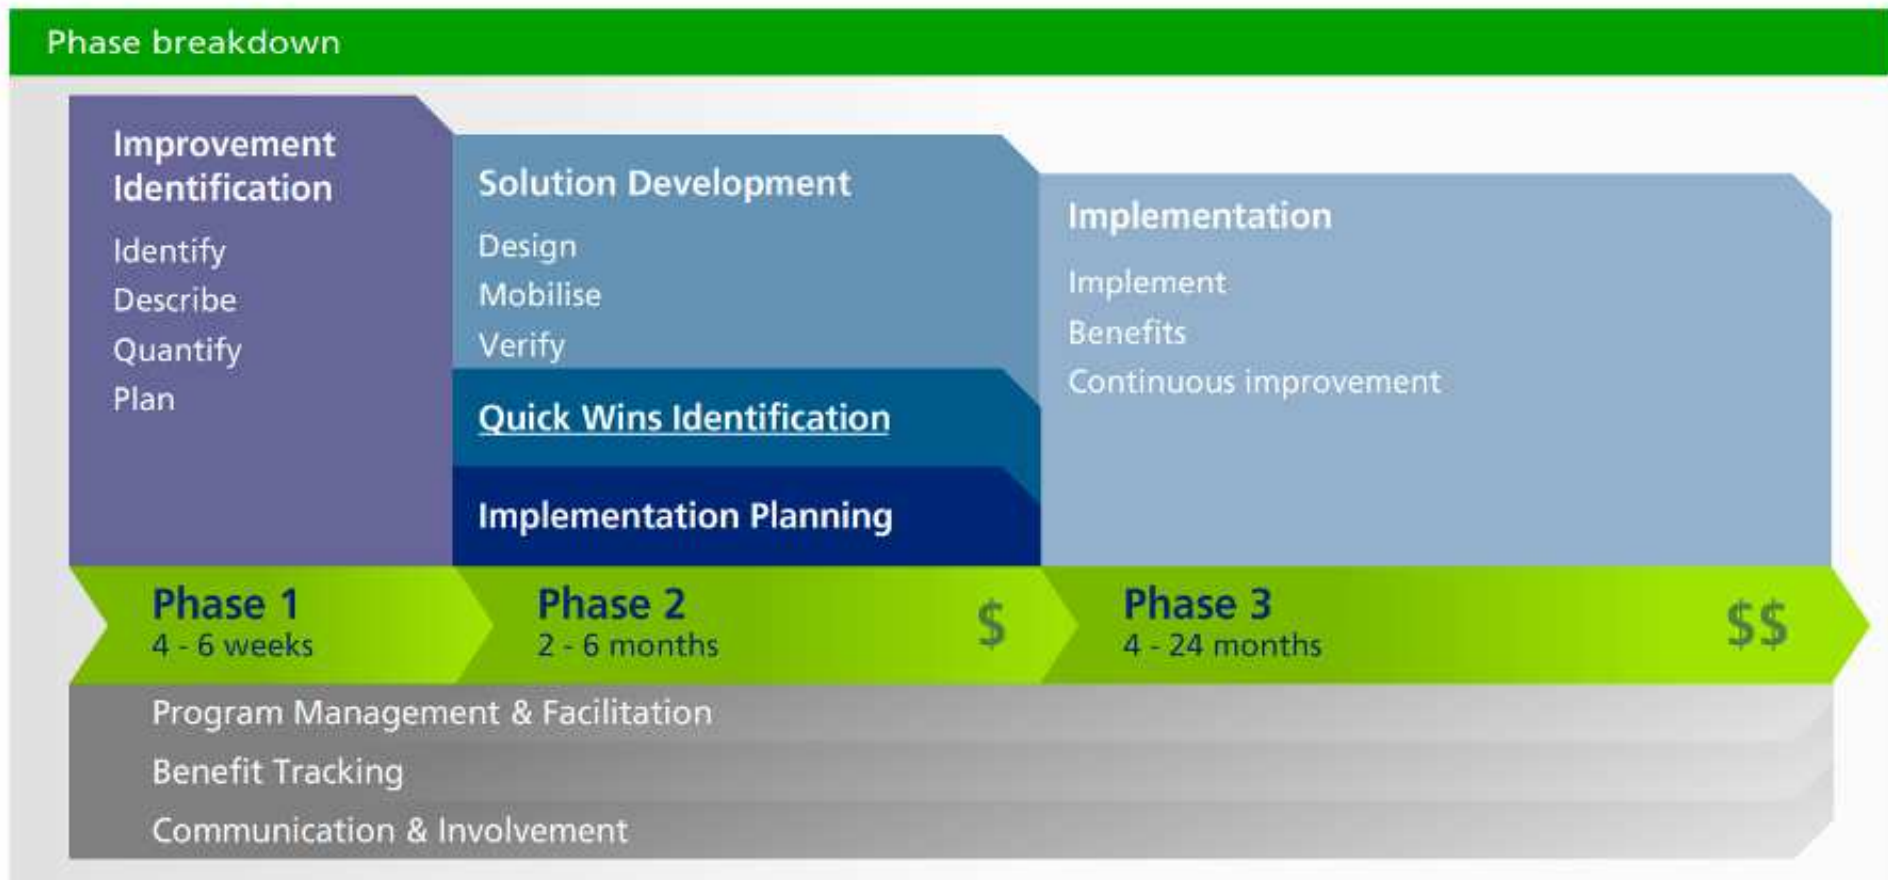 Phase breakdown
Improvement
Identification
Identify
Describe
Quantify
Plan
Solution Development
Design
Mobilise
Verify
Quick Wins Identification
Implementation Planning
Implementation
Implement
Benefits
Continuous improvement
Phase 1
4 - 6 weeks
Phase 2
2 - 6 months
$
Phase 3
4 - 24 months
$$
Program Management & Facilitation
Benefit Tracking
Communication & Involvement